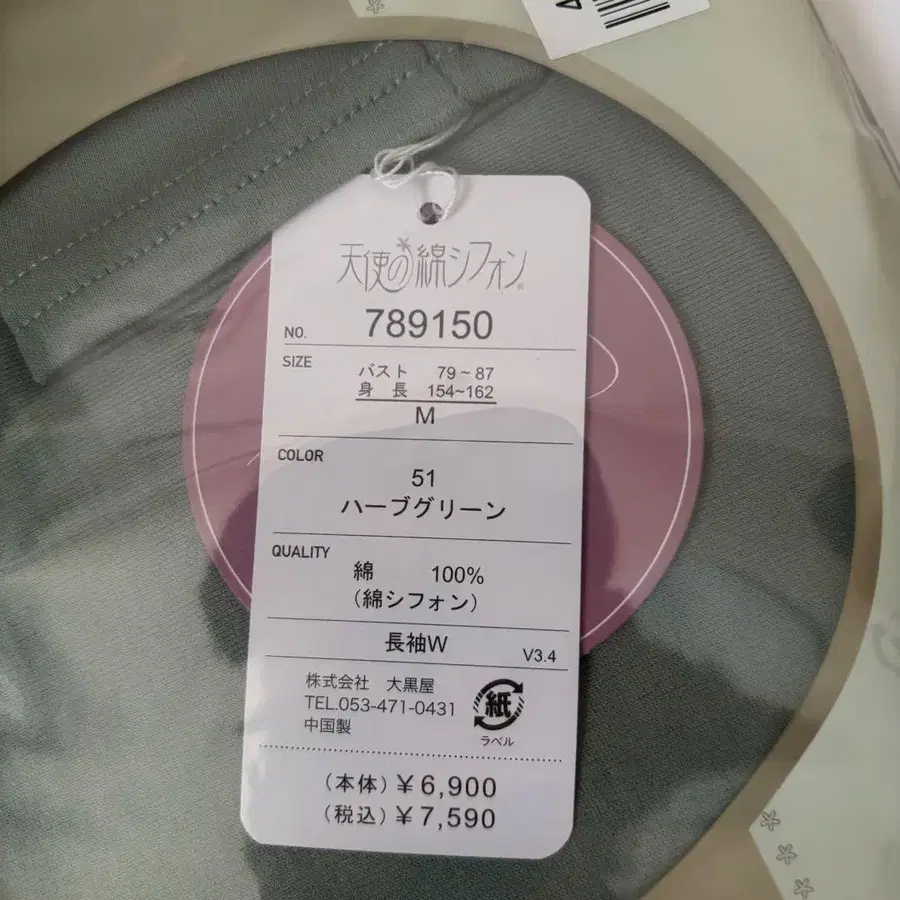 天使の綿シフォン
NO. 789150
SIZE
バスト 79~87
身 長 154~162
M
COLOR
51
ハーブグリーン
QUALITY
綿 100%
(綿シフォン)
長袖W
V3.4
株式会社 大黒屋
TEL.053-471-0431
中国製
紙
ラベル
(本体)¥6,900
(税込)¥7,590